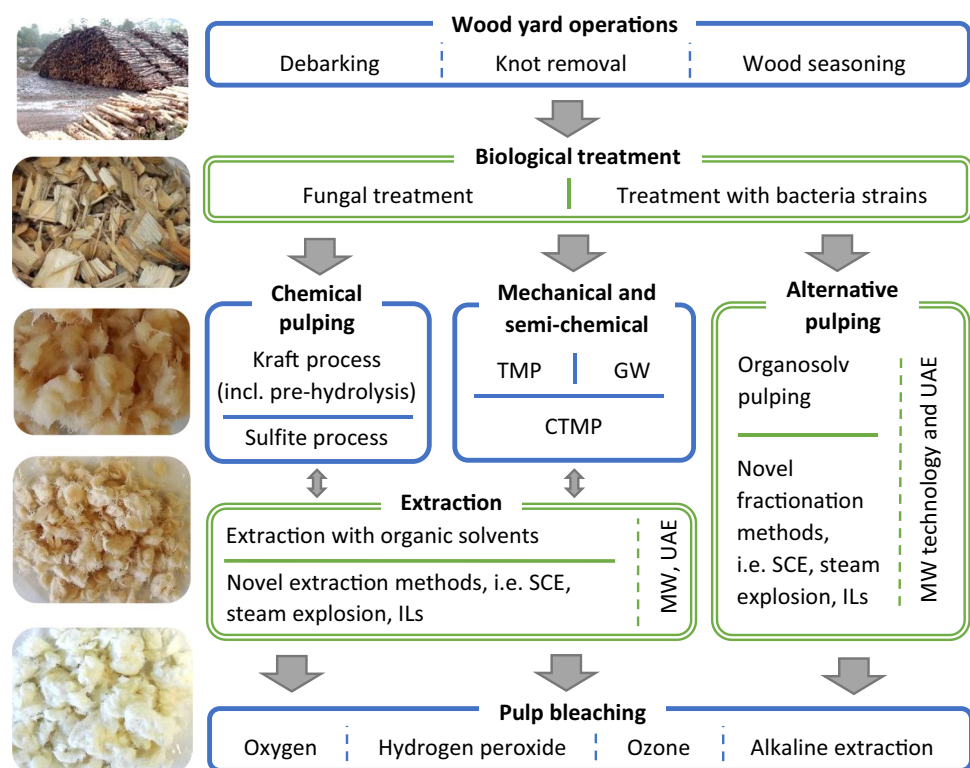 Wood yard operations
Debarking
Knot removal
Wood seasoning
Biological treatment
Fungal treatment
Treatment with bacteria strains
Chemical
pulping
Kraft process
(incl. pre-hydrolysis)
Sulfite process
Mechanical and
semi-chemical
TMP
GW
CTMP
Alternative
pulping
Organosolv
pulping
Novel
fractionation
methods,
i.e. SCE, steam
explosion, ILs
MW technology and UAE
Extraction
Extraction with organic solvents
Novel extraction methods, i.e. SCE,
steam explosion, ILs
MW, UAE
Pulp bleaching
Oxygen
Hydrogen peroxide
Ozone
Alkaline extraction